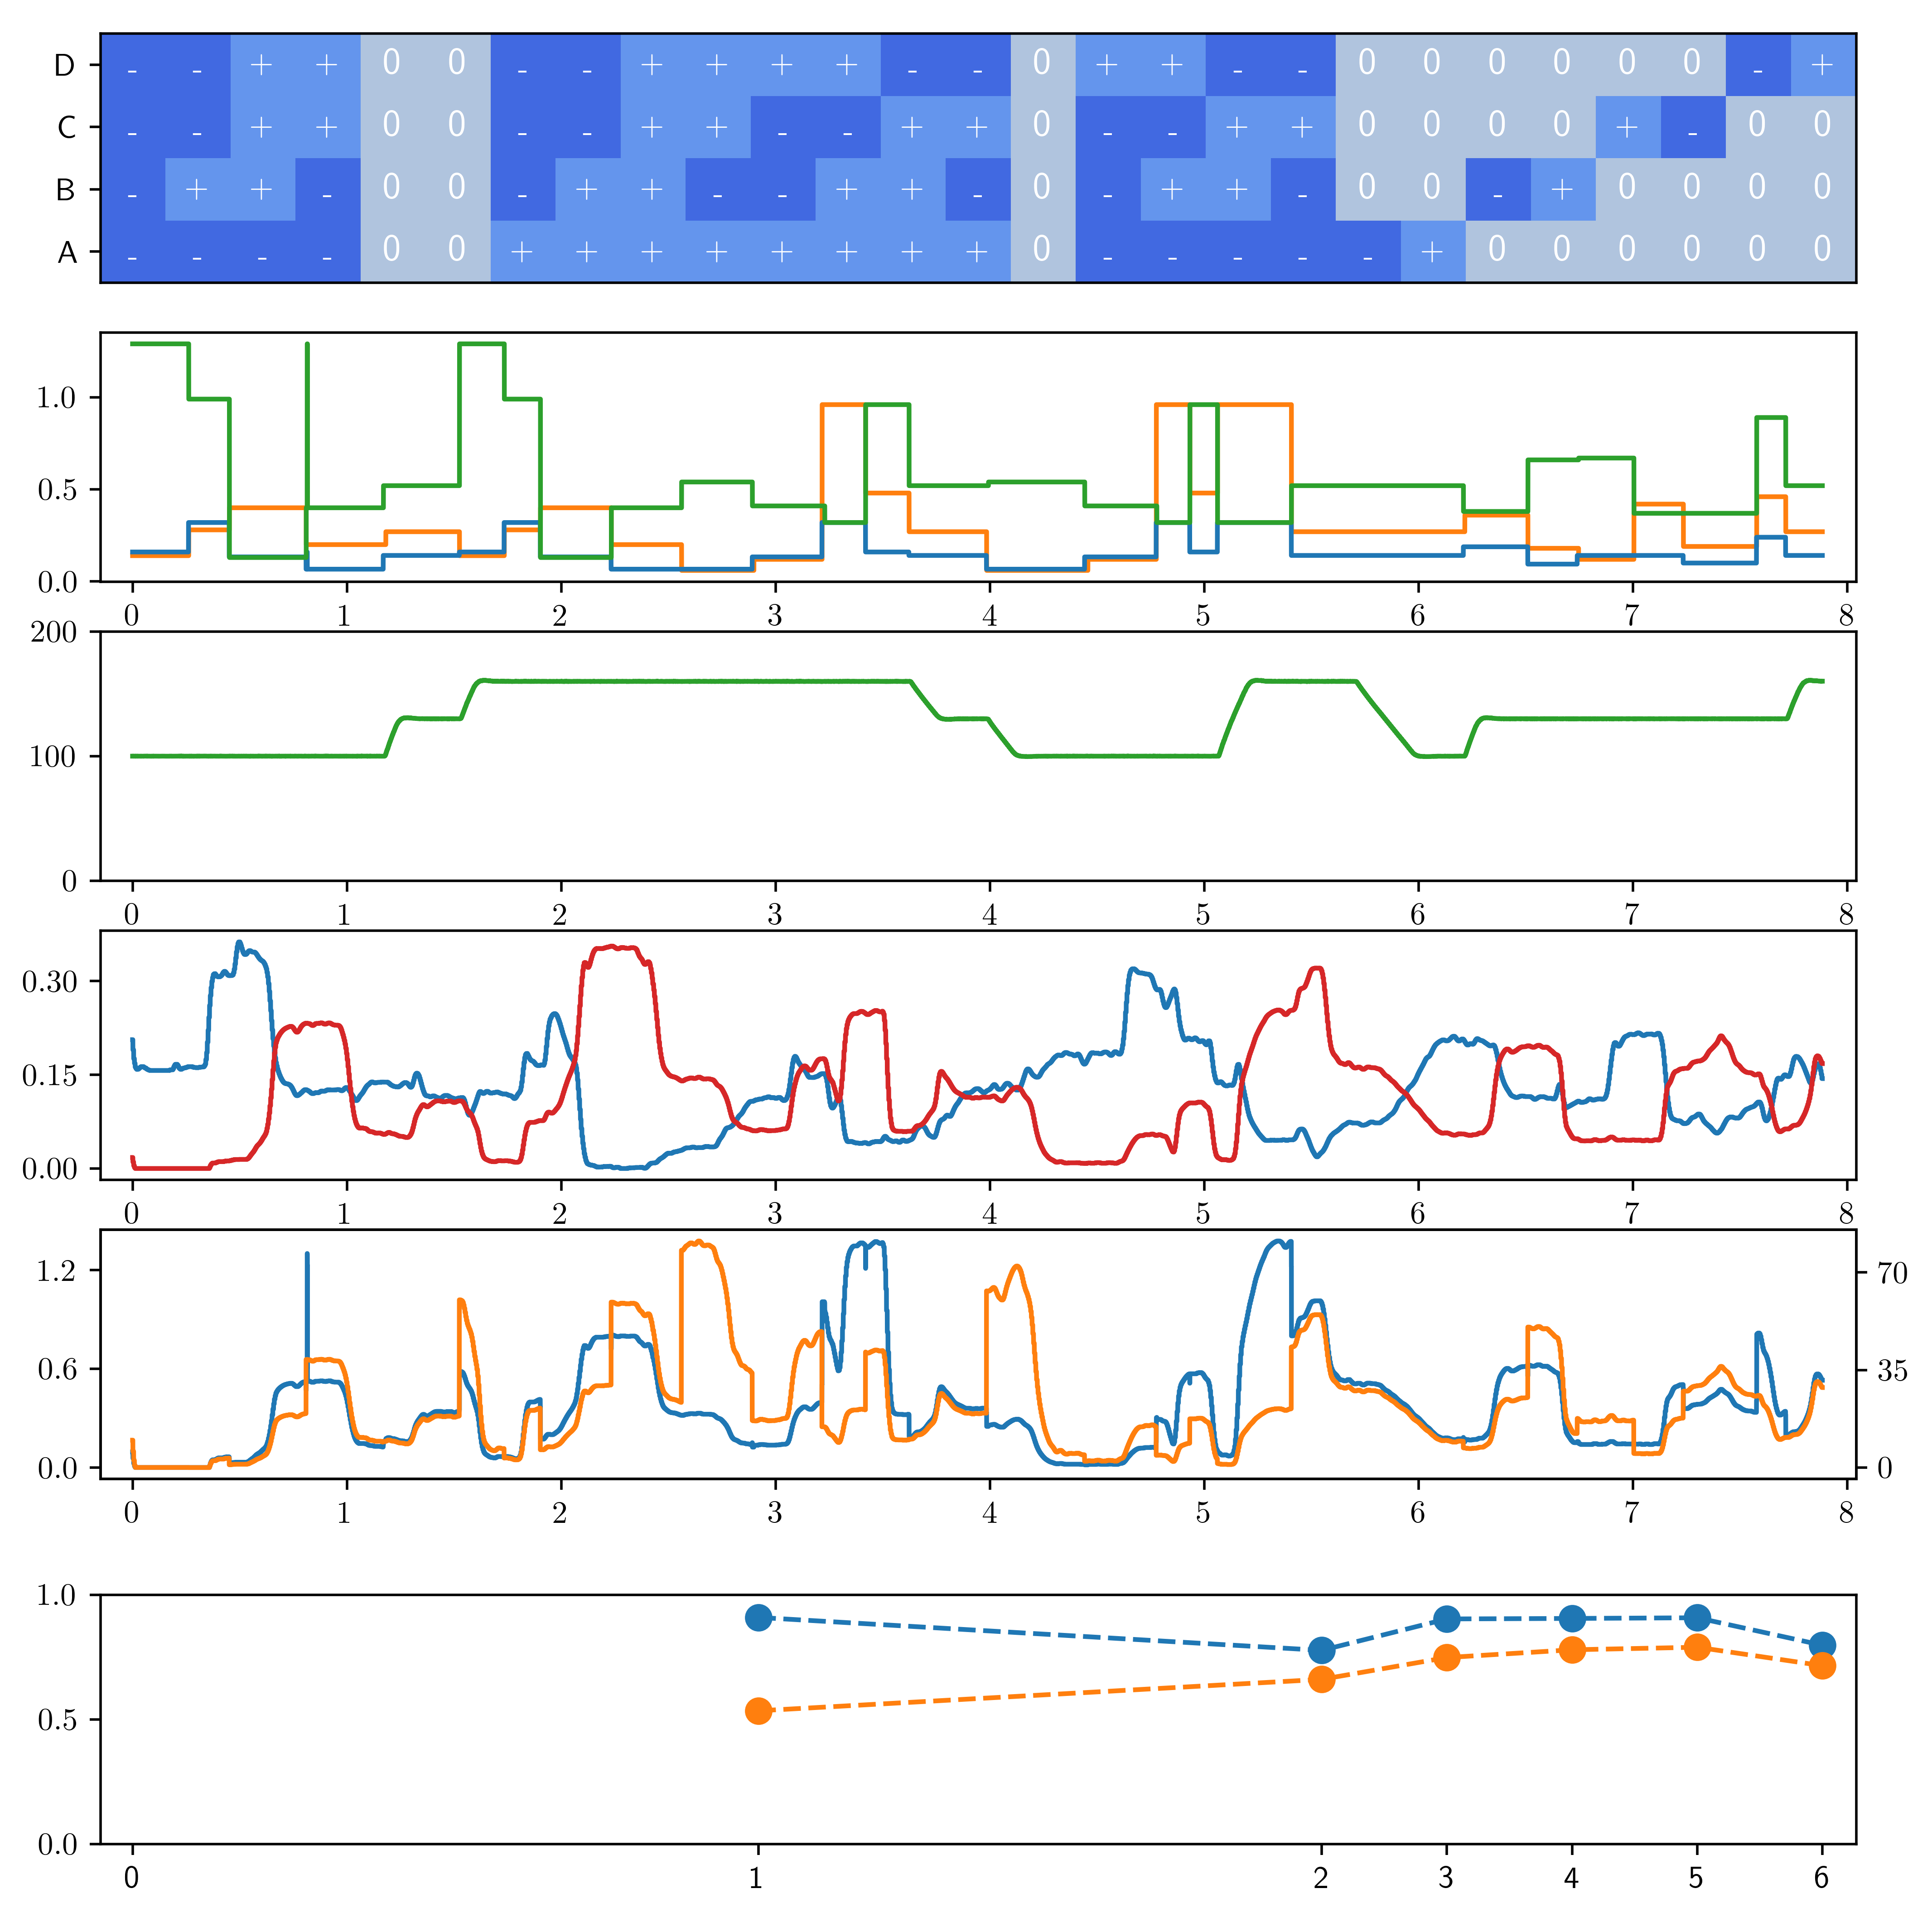 D - - + + 0 0 - - + + + + - - 0 + + - - 0 0 0 0 0 0 - +
C - - + + 0 0 - - + + - - + + 0 - - + + 0 0 0 0 + - 0 0
B - + + - 0 0 - + + - - + + - 0 - + + - 0 0 - + 0 0 0 0
A - - - - 0 0 + + + + + + + + 0 - - - - - + 0 0 0 0 0 0
1.0
0.5
0.0
0 1 2 3 4 5 6 7 8
200
100
0
0 1 2 3 4 5 6 7 8
0.30
0.15
0.00
0 1 2 3 4 5 6 7 8
1.2 70
0.6 35
0.0 0
0 1 2 3 4 5 6 7 8
1.0
0.5
0.0
0 1 2 3 4 5 6